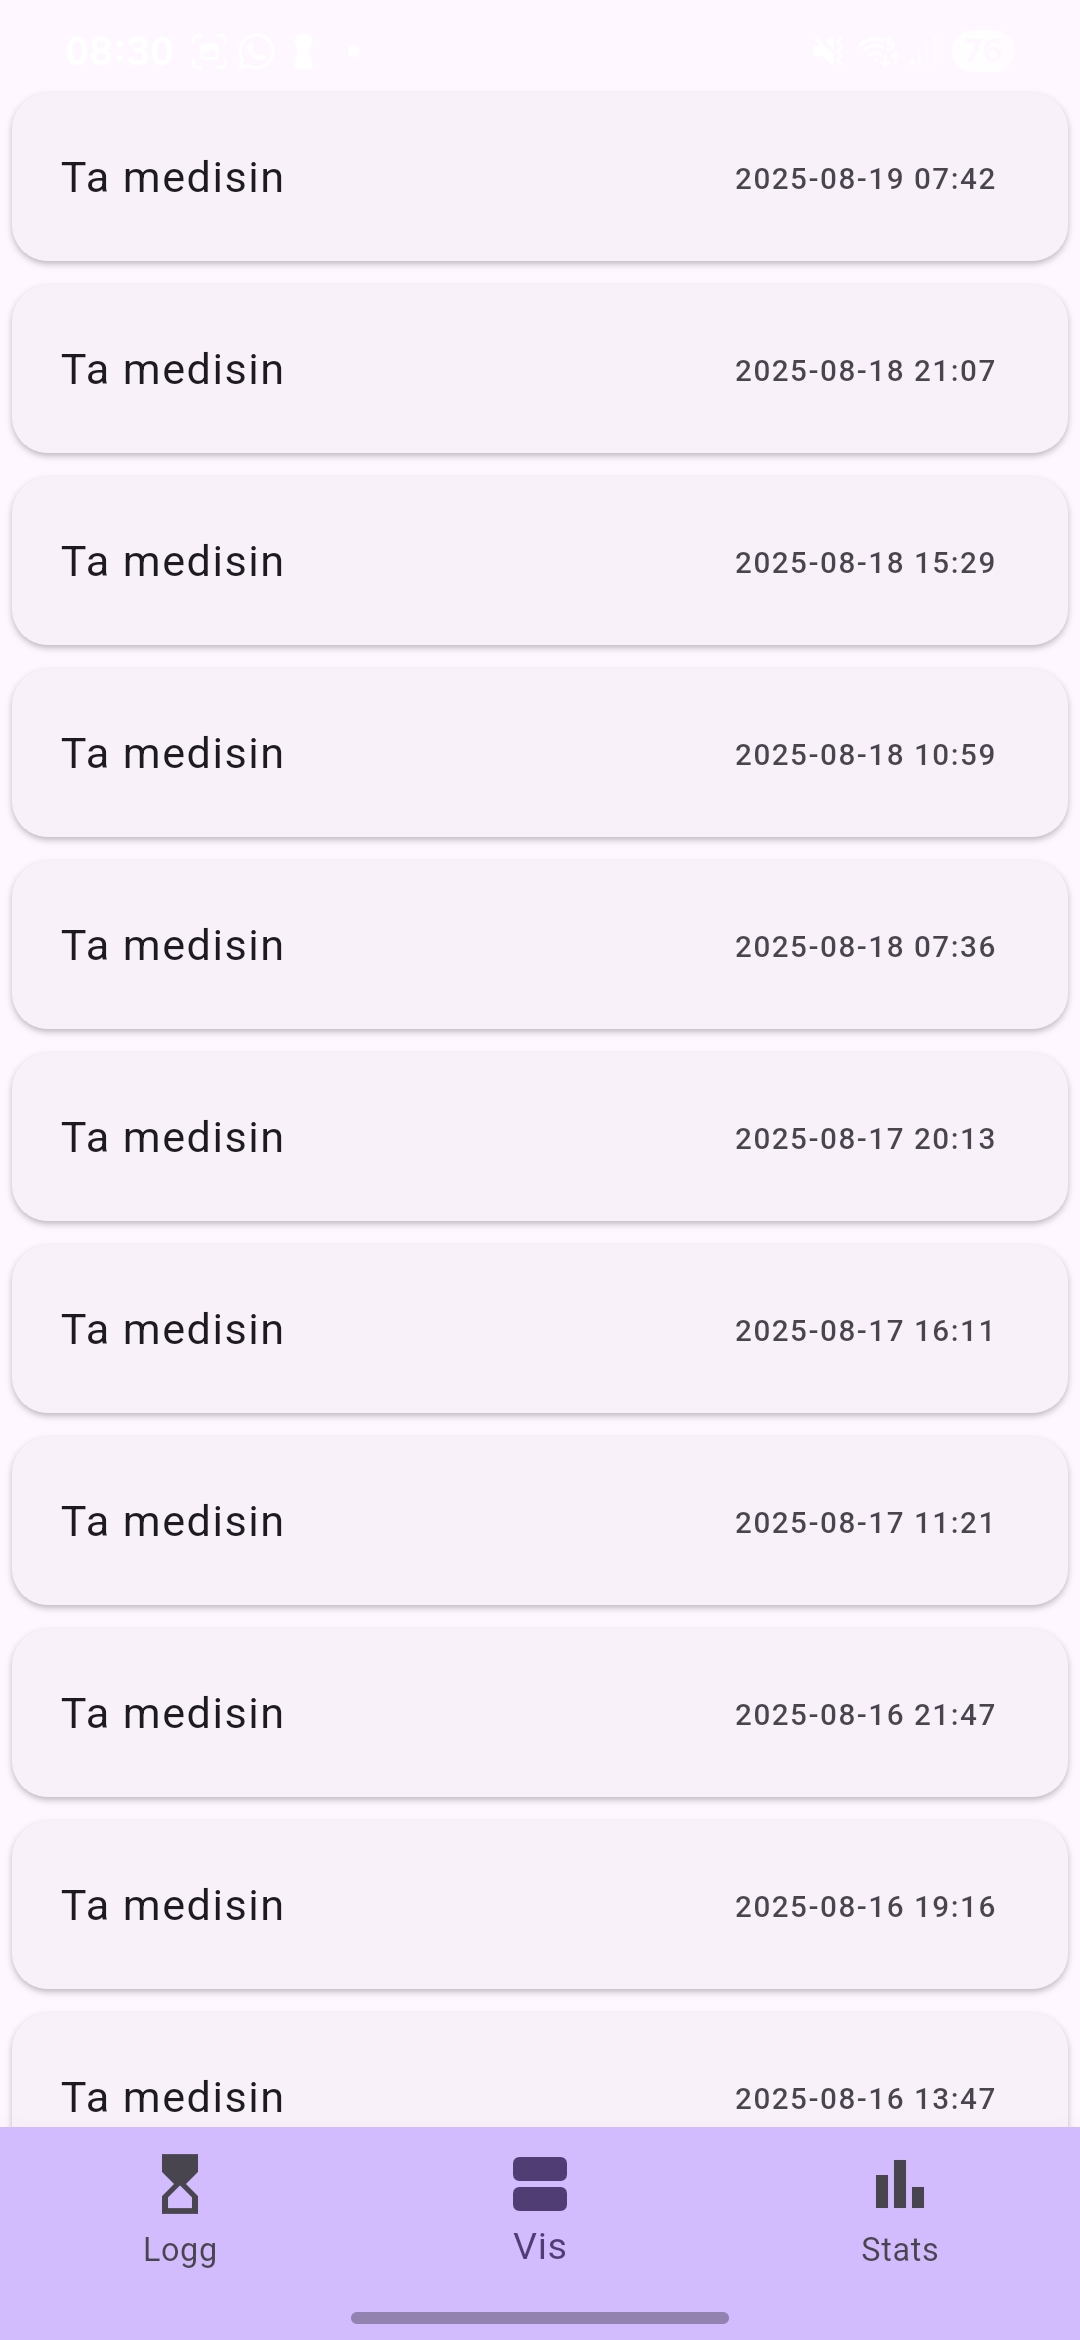 08:30 76
Ta medisin 2025-08-19 07:42
Ta medisin 2025-08-18 21:07
Ta medisin 2025-08-18 15:29
Ta medisin 2025-08-18 10:59
Ta medisin 2025-08-18 07:36
Ta medisin 2025-08-17 20:13
Ta medisin 2025-08-17 16:11
Ta medisin 2025-08-17 11:21
Ta medisin 2025-08-16 21:47
Ta medisin 2025-08-16 19:16
Ta medisin 2025-08-16 13:47
Logg Vis Stats